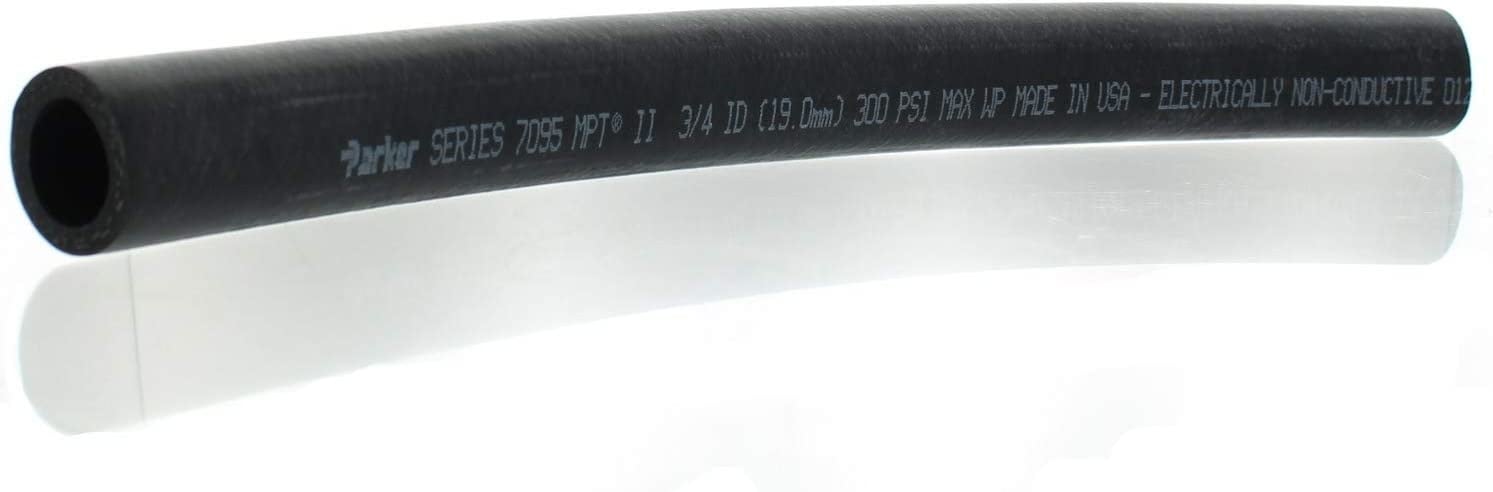 Parker SERIES 7095 MPT® II 3/4 ID (19.0mm) 300 PSI MAX WP MADE IN USA - ELECTRICALLY NON-CONDUCTIVE 012